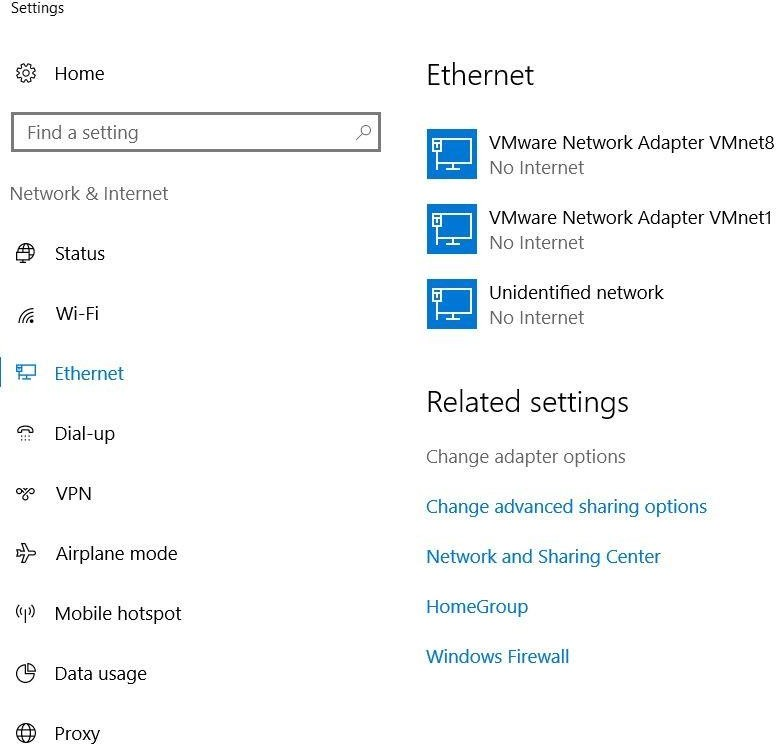 Settings
Home
Find a setting
Network & Internet
Status
Wi-Fi
Ethernet
Dial-up
VPN
Airplane mode
Mobile hotspot
Data usage
Proxy
Ethernet
VMware Network Adapter VMnet8
No Internet
VMware Network Adapter VMnet1
No Internet
Unidentified network
No Internet
Related settings
Change adapter options
Change advanced sharing options
Network and Sharing Center
HomeGroup
Windows Firewall